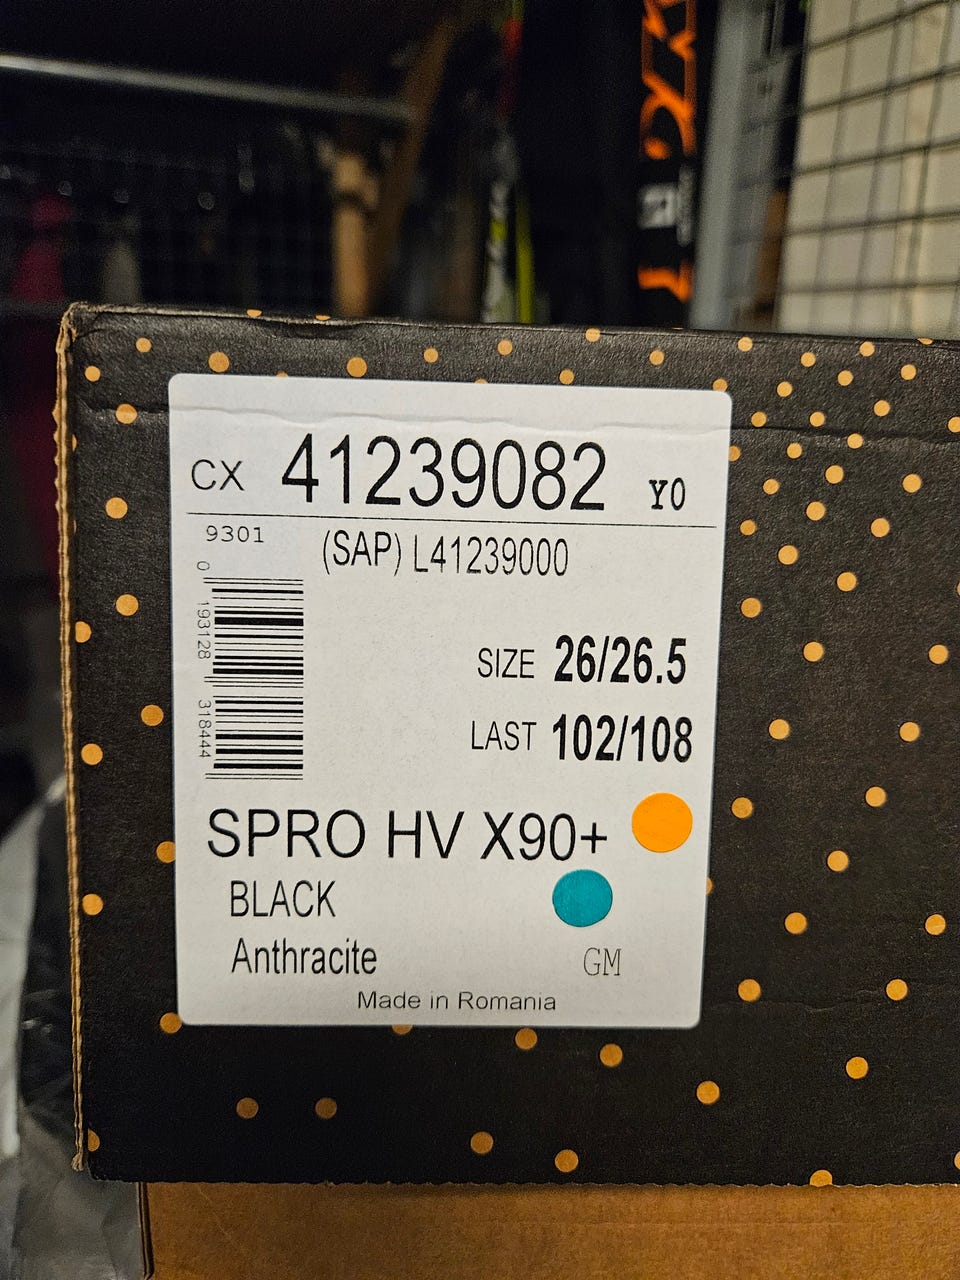 CX 41239082 Y0
9301 (SAP) L41239000
0 193128 318444
SIZE 26/26.5
LAST 102/108
SPRO HV X90+
BLACK
Anthracite GM
Made in Romania